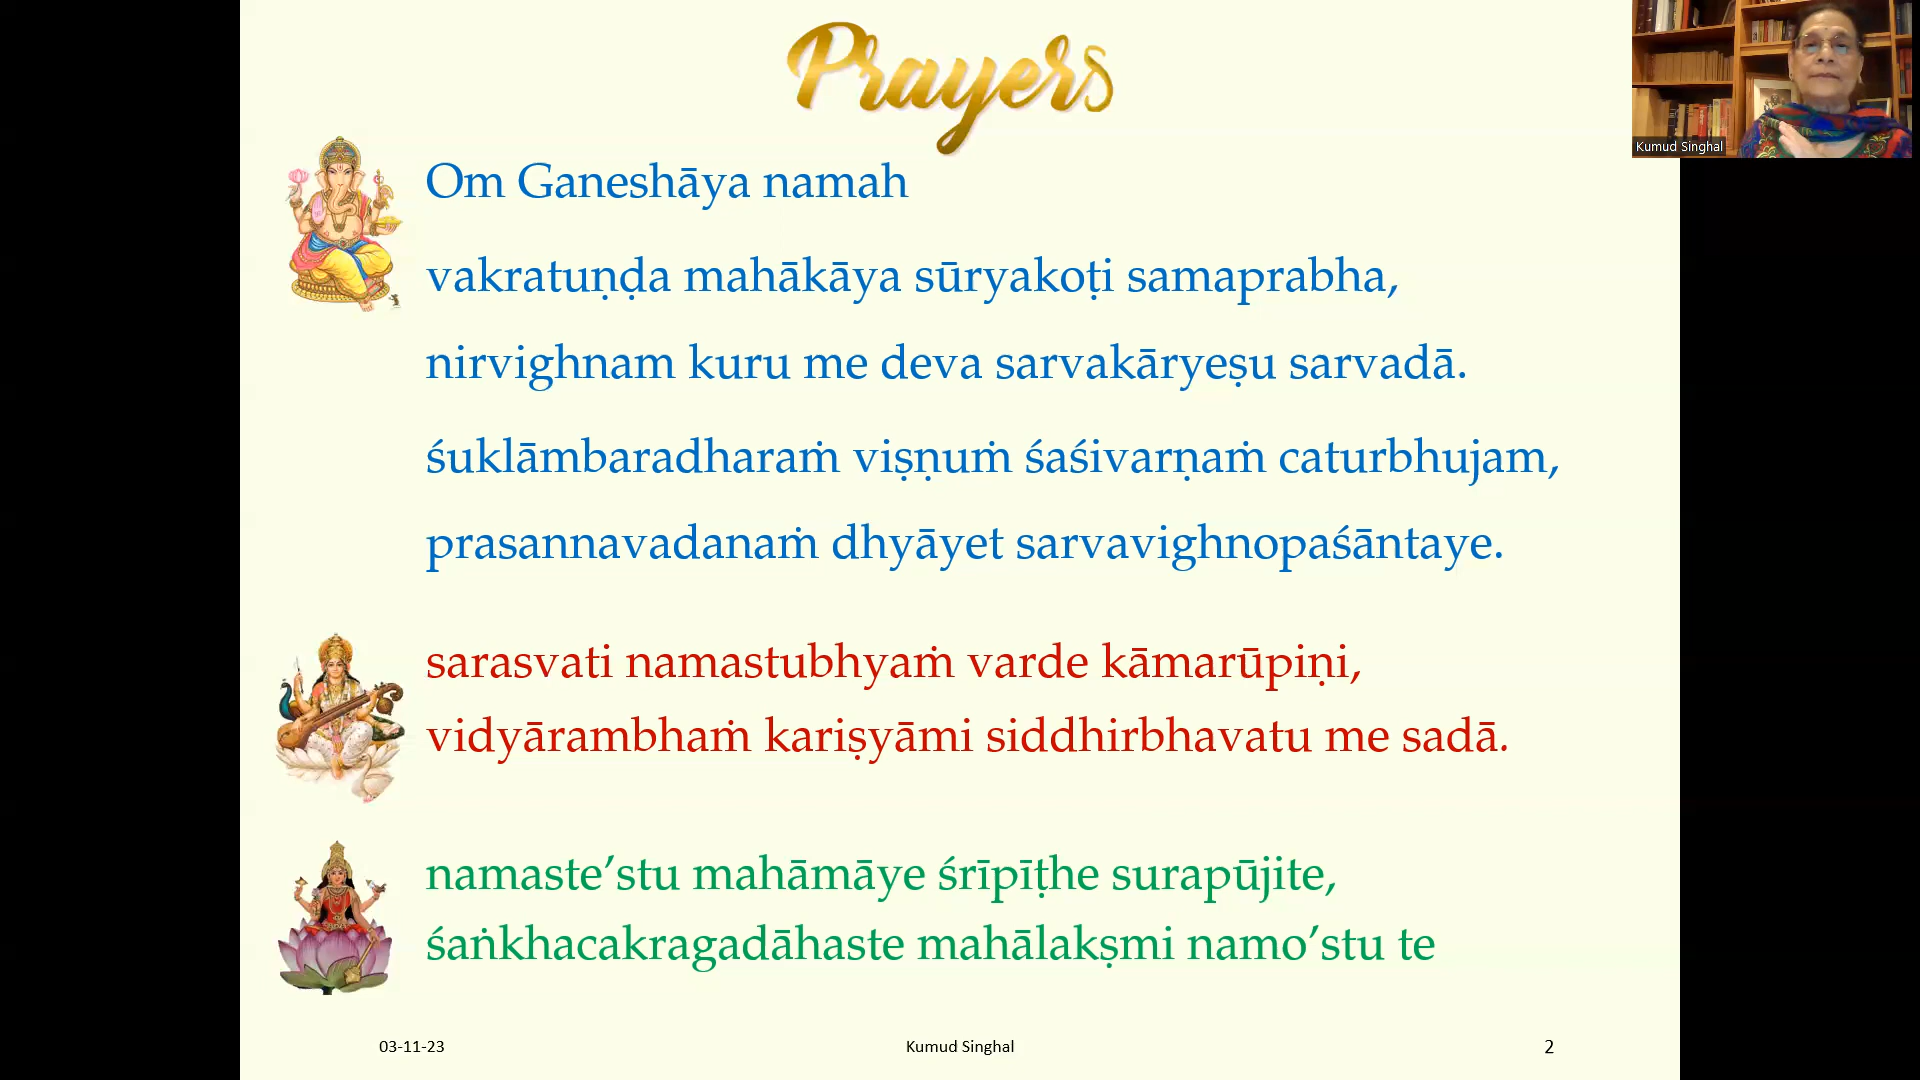 Prayers
Kumud Singhal
Om Ganeshāya namah
vakratuṇḍa mahākāya sūryakoṭi samaprabha,
nirvighnam kuru me deva sarvakāryeṣu sarvadā.
śuklāmbaradharaṁ viṣṇuṁ śaśivarṇaṁ caturbhujam,
prasannavadanaṁ dhyāyet sarvavighnopaśāntaye.
sarasvati namastubhyaṁ varde kāmarūpiṇi,
vidyārambhaṁ kariṣyāmi siddhirbhavatu me sadā.
namaste’stu mahāmāye śrīpīṭhe surapūjite,
śaṅkhacakragadāhaste mahālakṣmi namo’stu te
03-11-23 Kumud Singhal 2